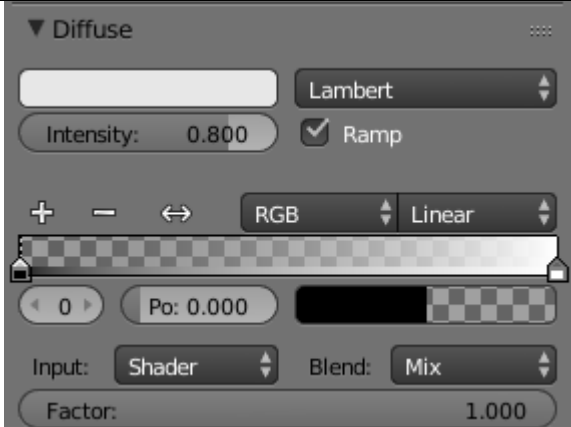 Diffuse
Lambert
Intensity: 0.800 Ramp
RGB Linear
0 Po: 0.000
Input: Shader Blend: Mix
Factor: 1.000